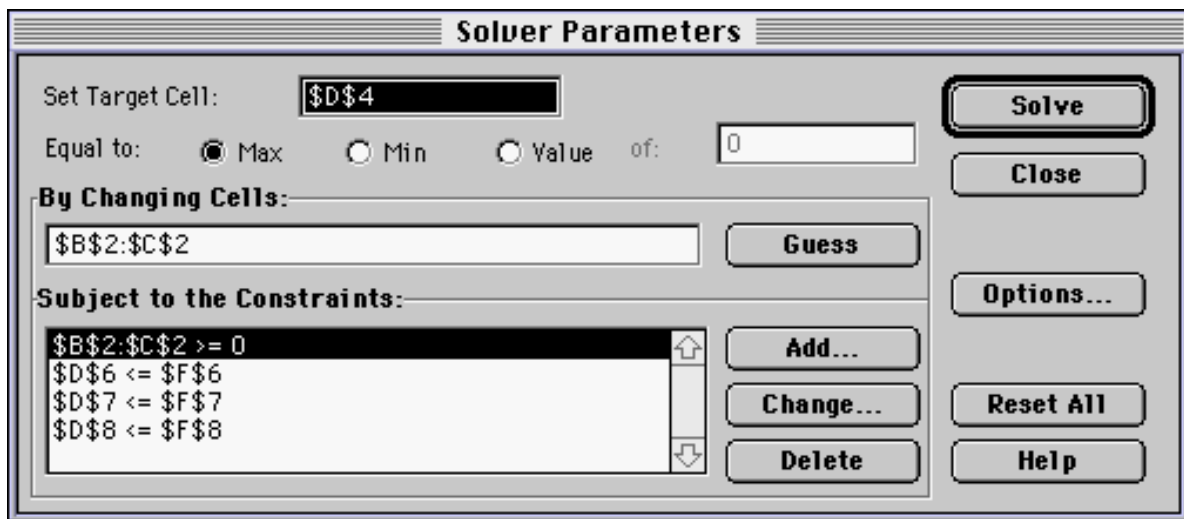 Solver Parameters
Set Target Cell: $D$4
Solve
Equal to: Max Min Value of: 0
Close
By Changing Cells:
$B$2:$C$2 Guess
Options...
Subject to the Constraints:
$B$2:$C$2 >= 0
$D$6 <= $F$6
$D$7 <= $F$7
$D$8 <= $F$8
Add...
Change...
Delete
Reset All
Help